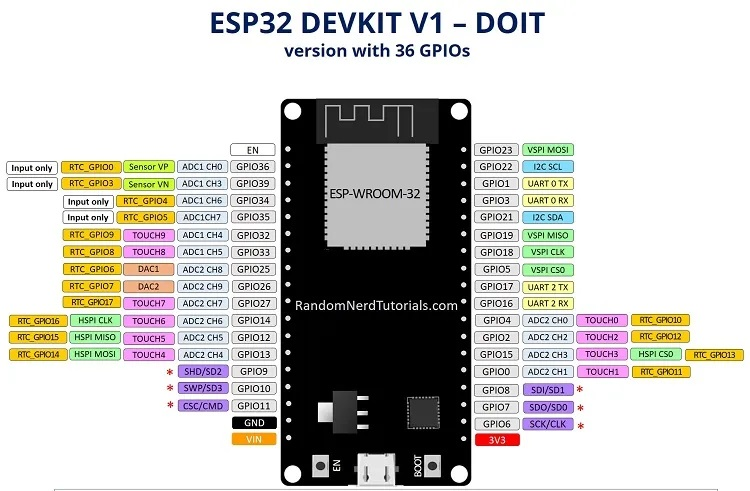 ESP32 DEVKIT V1 – DOIT
version with 36 GPIOs
EN
Input only RTC_GPIO0 Sensor VP ADC1 CH0 GPIO36
Input only RTC_GPIO3 Sensor VN ADC1 CH3 GPIO39
Input only RTC_GPIO4 ADC1 CH6 GPIO34
Input only RTC_GPIO5 ADC1CH7 GPIO35
RTC_GPIO9 TOUCH9 ADC1 CH4 GPIO32
RTC_GPIO8 TOUCH8 ADC1 CH5 GPIO33
RTC_GPIO6 DAC1 ADC2 CH8 GPIO25
RTC_GPIO7 DAC2 ADC2 CH9 GPIO26
RTC_GPIO17 TOUCH7 ADC2 CH7 GPIO27
RTC_GPIO16 HSPI CLK TOUCH6 ADC2 CH6 GPIO14
RTC_GPIO15 HSPI MISO TOUCH5 ADC2 CH5 GPIO12
RTC_GPIO14 HSPI MOSI TOUCH4 ADC2 CH4 GPIO13
* SHD/SD2 GPIO9
* SWP/SD3 GPIO10
* CSC/CMD GPIO11
GND
VIN
ESP-WROOM-32
RandomNerdTutorials.com
EN
BOOT
GPIO23 VSPI MOSI
GPIO22 I2C SCL
GPIO1 UART 0 TX
GPIO3 UART 0 RX
GPIO21 I2C SDA
GPIO19 VSPI MISO
GPIO18 VSPI CLK
GPIO5 VSPI CS0
GPIO17 UART 2 TX
GPIO16 UART 2 RX
GPIO4 ADC2 CH0 TOUCH0 RTC_GPIO10
GPIO2 ADC2 CH2 TOUCH2 RTC_GPIO12
GPIO15 ADC2 CH3 TOUCH3 HSPI CS0 RTC_GPIO13
GPIO0 ADC2 CH1 TOUCH1 RTC_GPIO11
GPIO8 SDI/SD1 *
GPIO7 SDO/SD0 *
GPIO6 SCK/CLK *
3V3